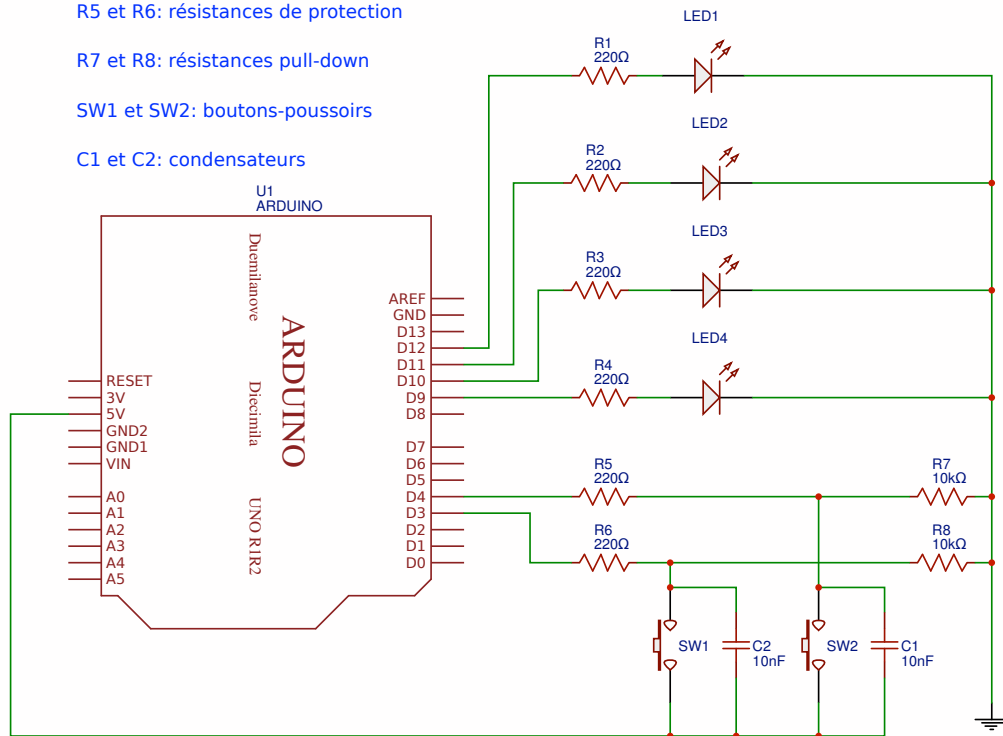 R5 et R6: résistances de protection
R7 et R8: résistances pull-down
SW1 et SW2: boutons-poussoirs
C1 et C2: condensateurs
LED1
R1
220Ω
LED2
R2
220Ω
LED3
R3
220Ω
LED4
R4
220Ω
U1
ARDUINO
Duemilanove
ARDUINO
Diecimila
UNO R1R2
AREF
GND
D13
D12
D11
D10
D9
D8
D7
D6
D5
D4
D3
D2
D1
D0
RESET
3V
5V
GND2
GND1
VIN
A0
A1
A2
A3
A4
A5
R5
220Ω
R7
10kΩ
R6
220Ω
R8
10kΩ
SW1
C2
10nF
SW2
C1
10nF